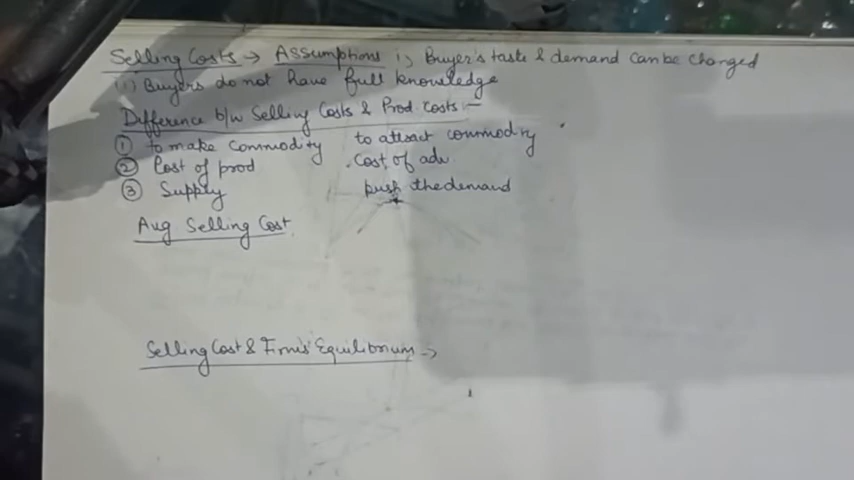 Selling Costs → Assumptions i) Buyer's taste & demand can be changed
(i) Buyers do not have full knowledge
Difference b/w Selling Costs & Prod Costs :-
① to make Commodity to attract commodity
② Cost of prod Cost of adv
③ Supply push the demand
Avg Selling Cost
Selling Cost & Firms' Equilibrium →